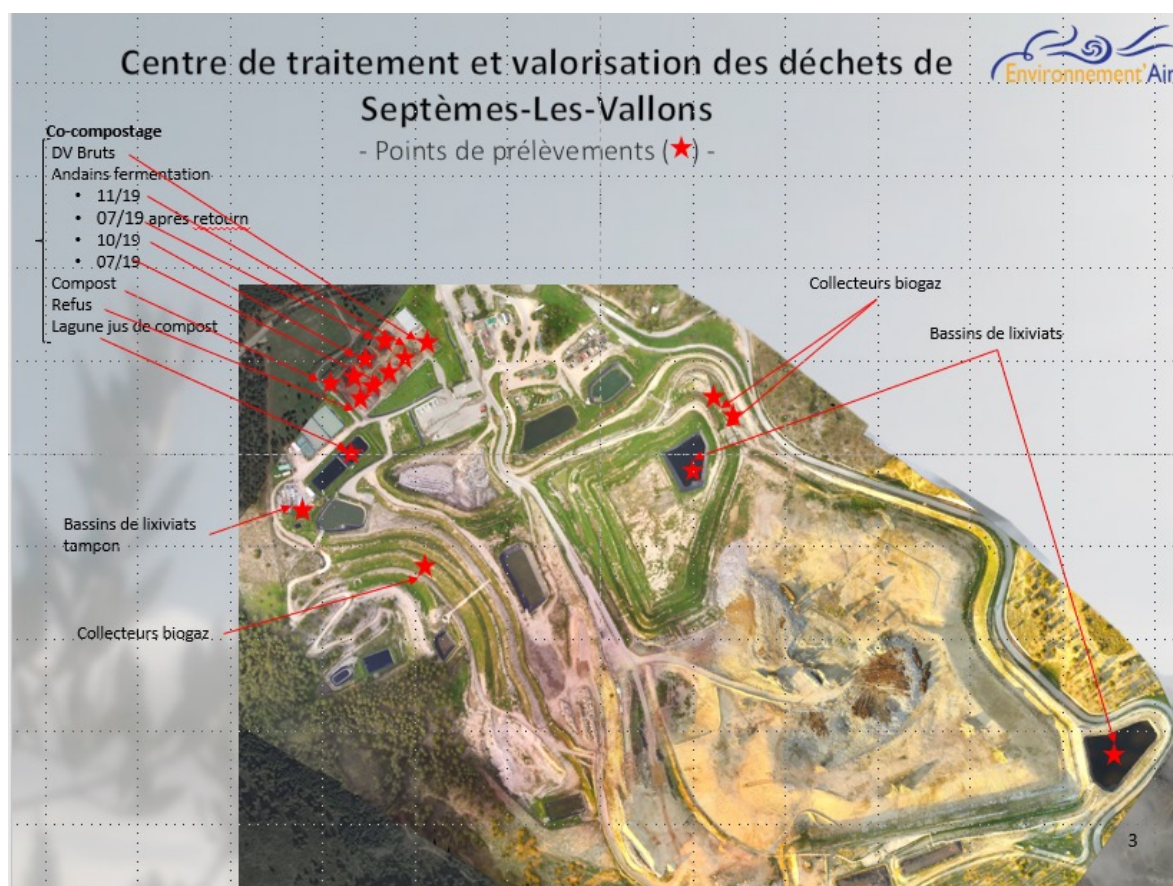 Centre de traitement et valorisation des déchets de
Septèmes-Les-Vallons
- Points de prélèvements (★) -
Environnement'Air
Co-compostage
DV Bruts
Andains fermentation
• 11/19
• 07/19 après retourn
• 10/19
• 07/19
Compost
Refus
Lagune jus de compost
Collecteurs biogaz
Bassins de lixiviats
Bassins de lixiviats
tampon
Collecteurs biogaz
3